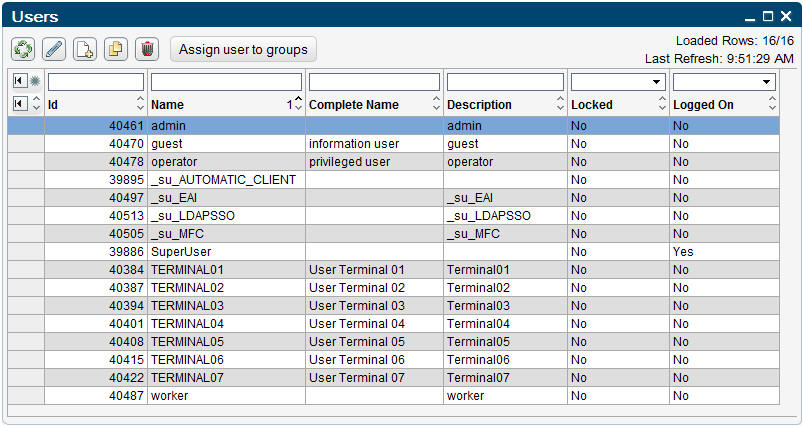 Users
Assign user to groups
Loaded Rows: 16/16
Last Refresh: 9:51:29 AM
Id Name 1 Complete Name Description Locked Logged On
40461 admin admin No No
40470 guest information user guest No No
40478 operator privileged user operator No No
39895 _su_AUTOMATIC_CLIENT No No
40497 _su_EAI _su_EAI No No
40513 _su_LDAPSSO _su_LDAPSSO No No
40505 _su_MFC _su_MFC No No
39886 SuperUser No Yes
40384 TERMINAL01 User Terminal 01 Terminal01 No No
40387 TERMINAL02 User Terminal 02 Terminal02 No No
40394 TERMINAL03 User Terminal 03 Terminal03 No No
40401 TERMINAL04 User Terminal 04 Terminal04 No No
40408 TERMINAL05 User Terminal 05 Terminal05 No No
40415 TERMINAL06 User Terminal 06 Terminal06 No No
40422 TERMINAL07 User Terminal 07 Terminal07 No No
40487 worker worker No No